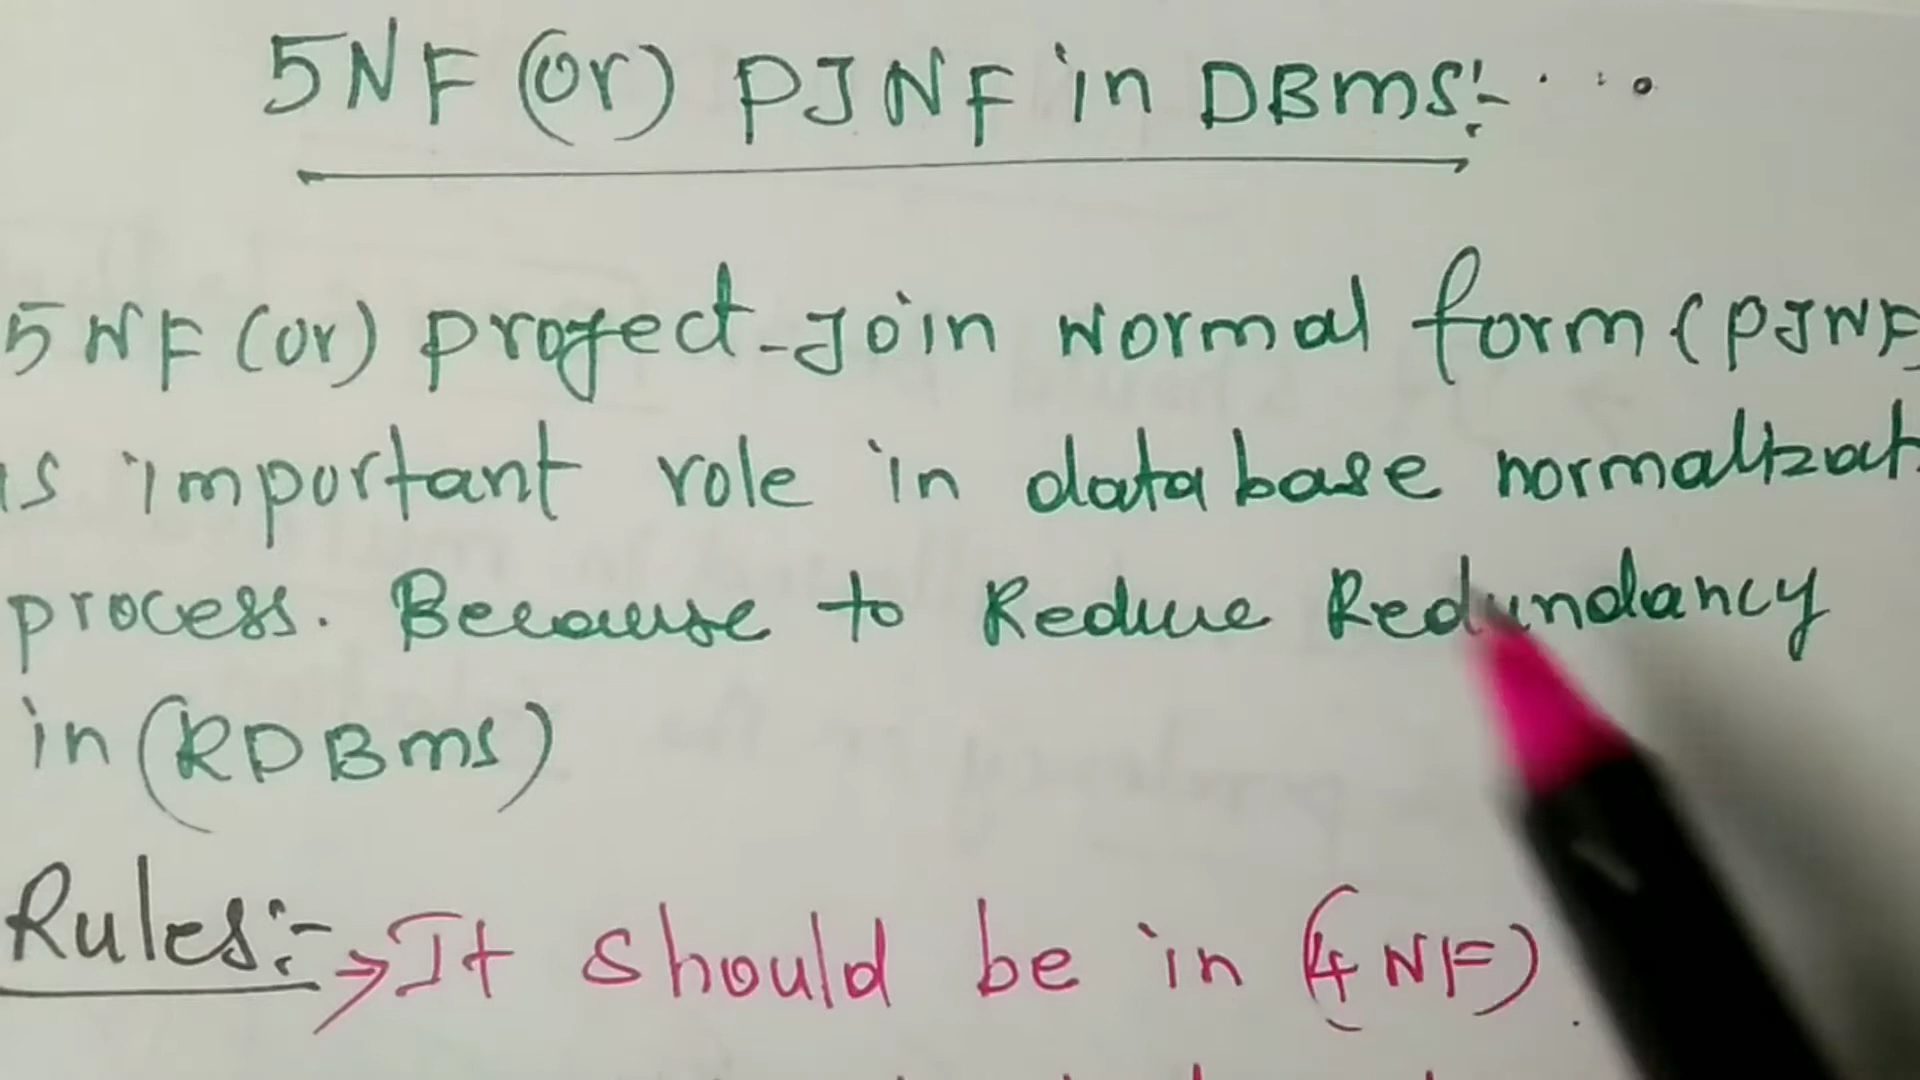 5NF (or) PJNF in DBMS:-
5NF (or) project-Join Normal form (PJNF)
is important role in database normalizat
process. Because to Reduce Redundancy
in (RDBMS)
Rules:- → It should be in (4NF).